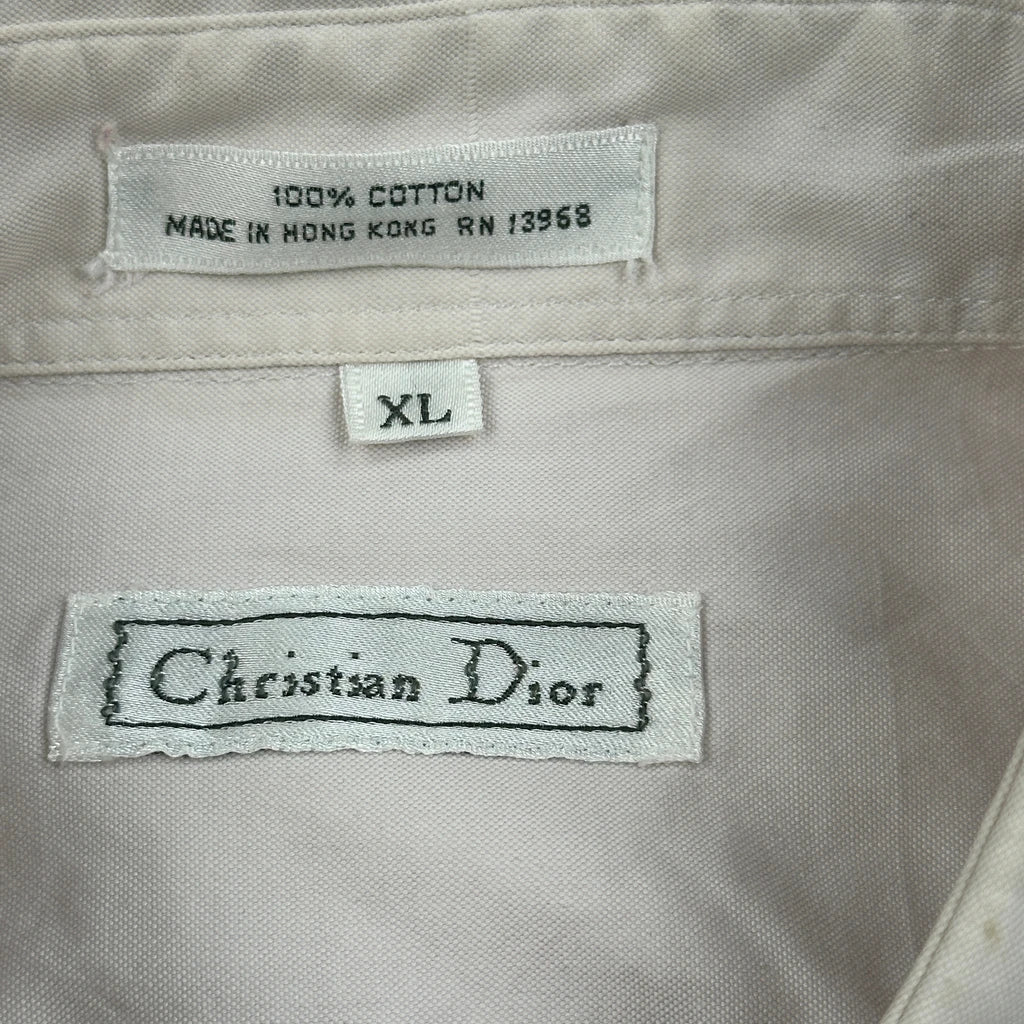 100% COTTON
MADE IN HONG KONG RN 13968
XL
Christian Dior